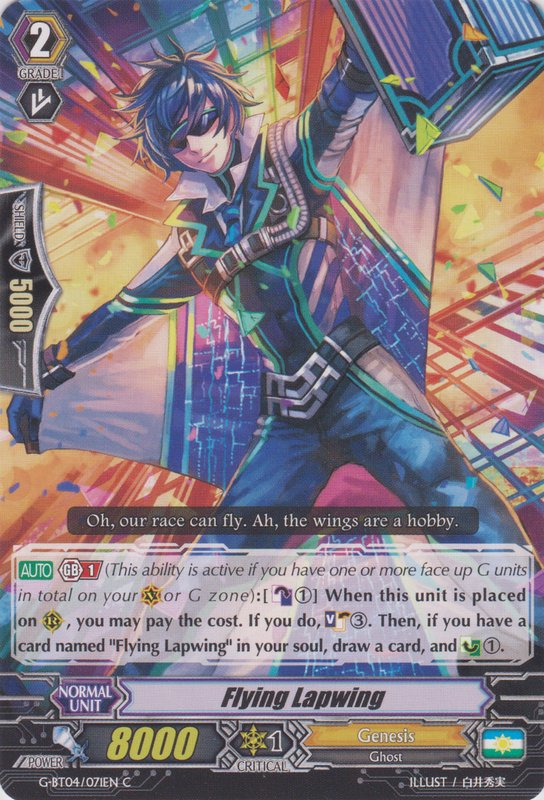 2
GRADE
SHIELD
5000
Oh, our race can fly. Ah, the wings are a hobby.
AUTO GB 1 (This ability is active if you have one or more face up G units
in total on your V or G zone):[①] When this unit is placed
on R, you may pay the cost. If you do, V③. Then, if you have a
card named "Flying Lapwing" in your soul, draw a card, and ①.
NORMAL
UNIT
Flying Lapwing
POWER
8000
1
CRITICAL
Genesis
Ghost
G-BT04/071EN C
ILLUST / 白井秀実